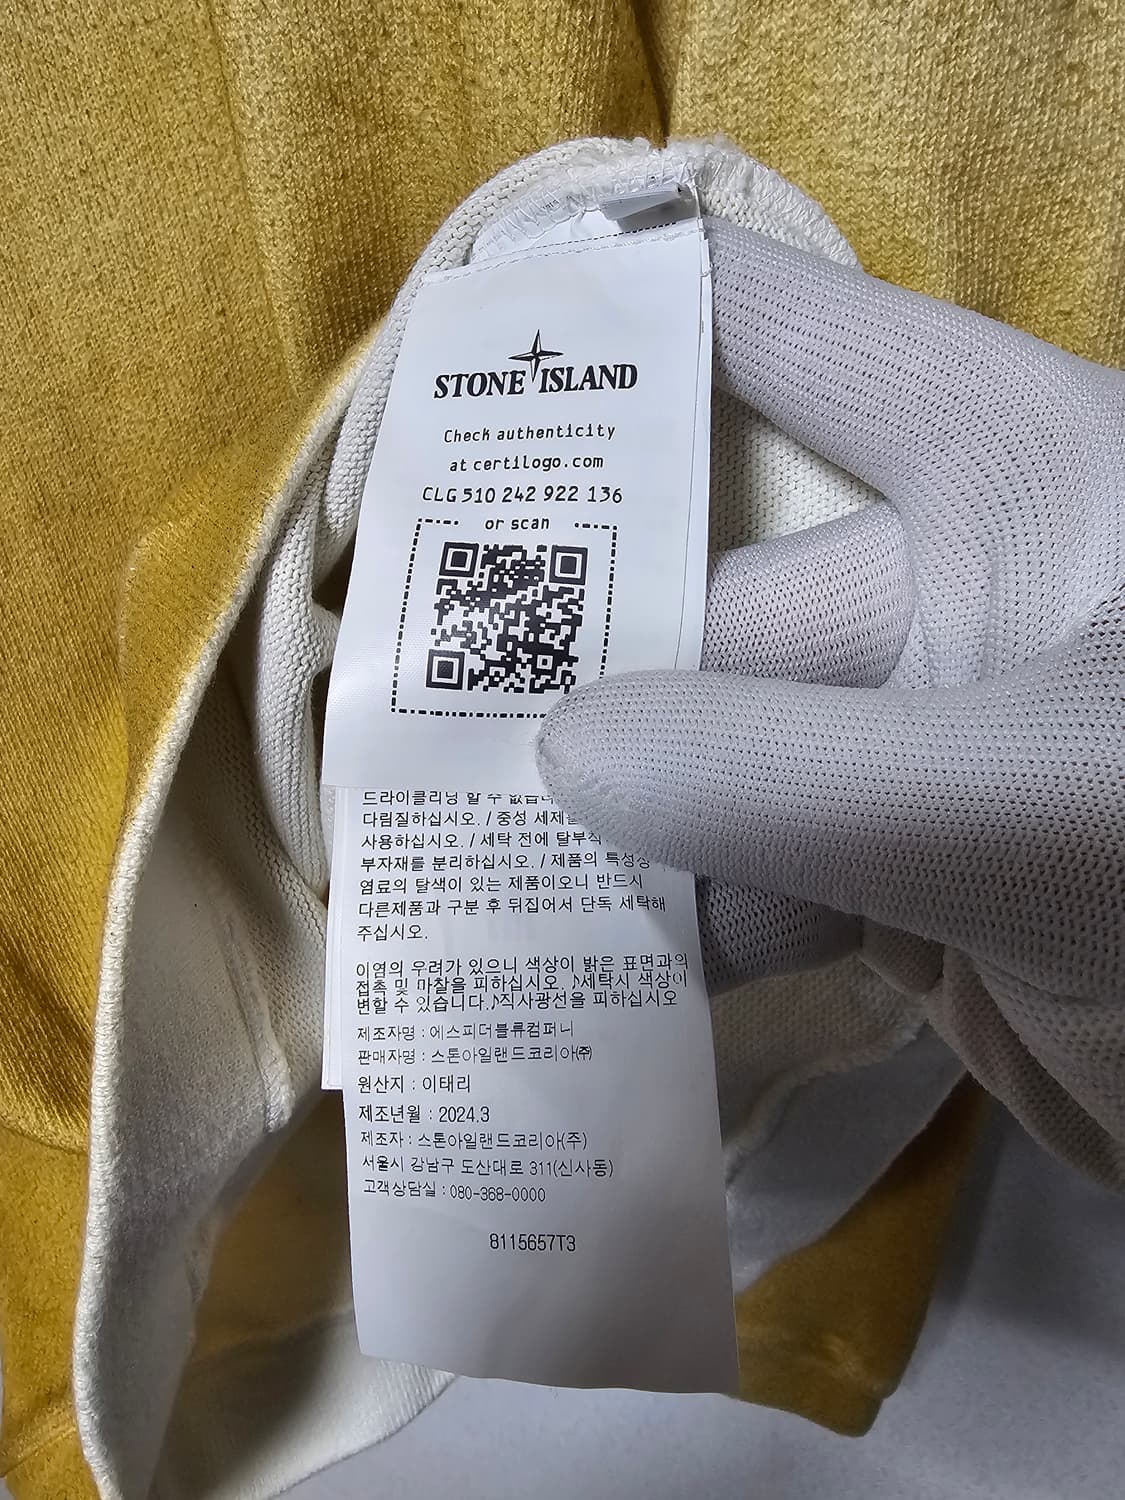 STONE ISLAND
Check authenticity
at certilogo.com
CLG 510 242 922 136
or scan
드라이클리닝 할 수 없습니
다림질하십시오. / 중성 세제를
사용하십시오. / 세탁 전에 탈부착
부자재를 분리하십시오. / 제품의 특성상
염료의 탈색이 있는 제품이오니 반드시
다른제품과 구분 후 뒤집어서 단독 세탁해
주십시오.
이염의 우려가 있으니 색상이 밝은 표면과의
접촉 및 마찰을 피하십시오. ♪세탁시 색상이
변할 수 있습니다.♪직사광선을 피하십시오
제조자명 : 에스피더블류컴퍼니
판매자명 : 스톤아일랜드코리아㈜
원산지 : 이태리
제조년월 : 2024.3
제조자 : 스톤아일랜드코리아(주)
서울시 강남구 도산대로 311(신사동)
고객상담실 : 080-368-0000
8115657T3